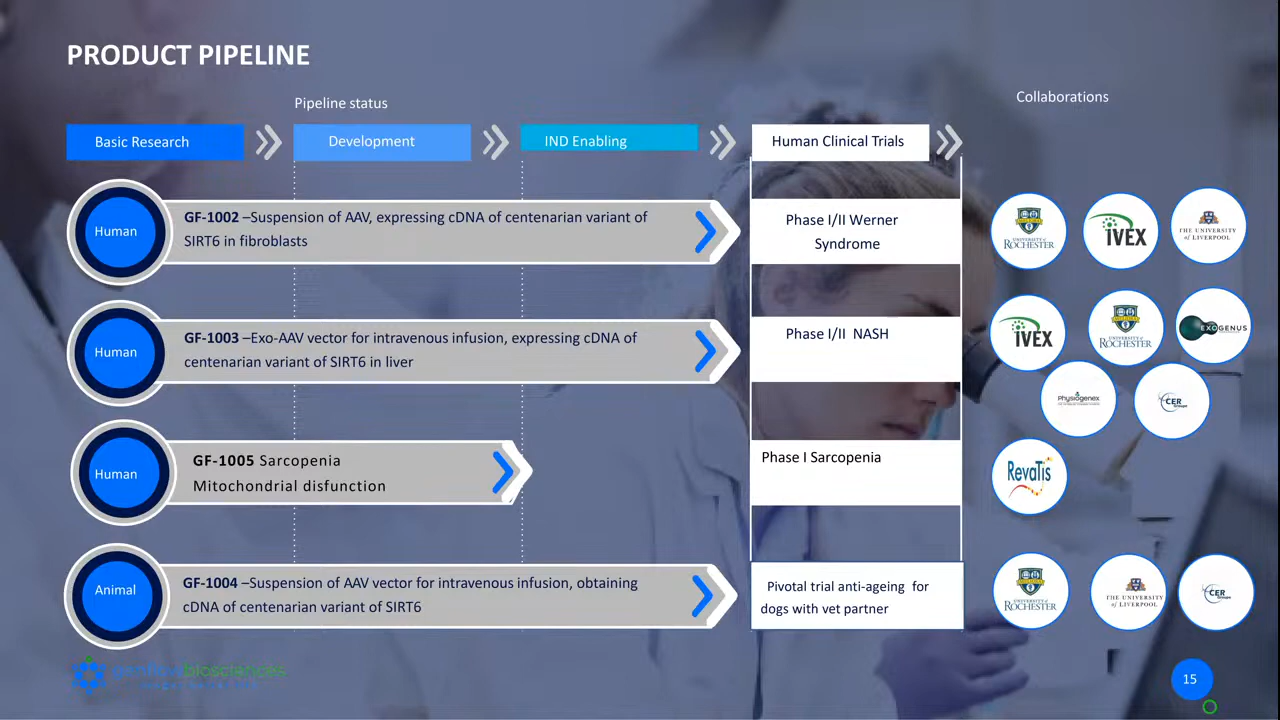 PRODUCT PIPELINE
Pipeline status
Collaborations
Basic Research
Development
IND Enabling
Human Clinical Trials
Human
GF-1002 –Suspension of AAV, expressing cDNA of centenarian variant of
SIRT6 in fibroblasts
Phase I/II Werner
Syndrome
UNIVERSITY of
ROCHESTER
IVEX
THE UNIVERSITY
of LIVERPOOL
Human
GF-1003 –Exo-AAV vector for intravenous infusion, expressing cDNA of
centenarian variant of SIRT6 in liver
Phase I/II NASH
IVEX
UNIVERSITY of
ROCHESTER
EXOGENUS
Physiogenex
CER
Groupe
Human
GF-1005 Sarcopenia
Mitochondrial disfunction
Phase I Sarcopenia
RevaTis
Animal
GF-1004 –Suspension of AAV vector for intravenous infusion, obtaining
cDNA of centenarian variant of SIRT6
Pivotal trial anti-ageing for
dogs with vet partner
UNIVERSITY of
ROCHESTER
THE UNIVERSITY
of LIVERPOOL
CER
Groupe
biosciences
15